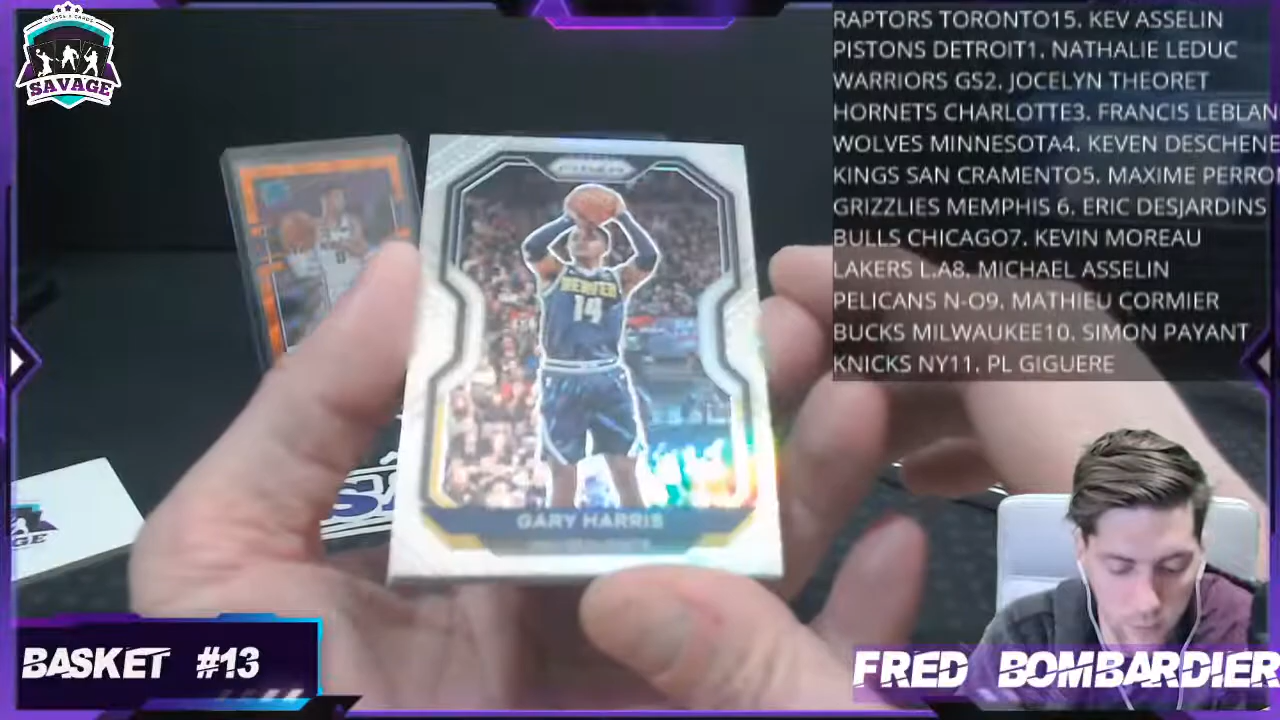 SAVAGE
RAPTORS TORONTO15. KEV ASSELIN
PISTONS DETROIT1. NATHALIE LEDUC
WARRIORS GS2. JOCELYN THEORET
HORNETS CHARLOTTE3. FRANCIS LEBLAN
WOLVES MINNESOTA4. KEVEN DESCHENE
KINGS SAN CRAMENTO5. MAXIME PERRON
GRIZZLIES MEMPHIS 6. ERIC DESJARDINS
BULLS CHICAGO7. KEVIN MOREAU
LAKERS L.A8. MICHAEL ASSELIN
PELICANS N-O9. MATHIEU CORMIER
BUCKS MILWAUKEE10. SIMON PAYANT
KNICKS NY11. PL GIGUERE
PRIZM
DENVER
14
GARY HARRIS
GE
BASKET #13
FRED BOMBARDIER